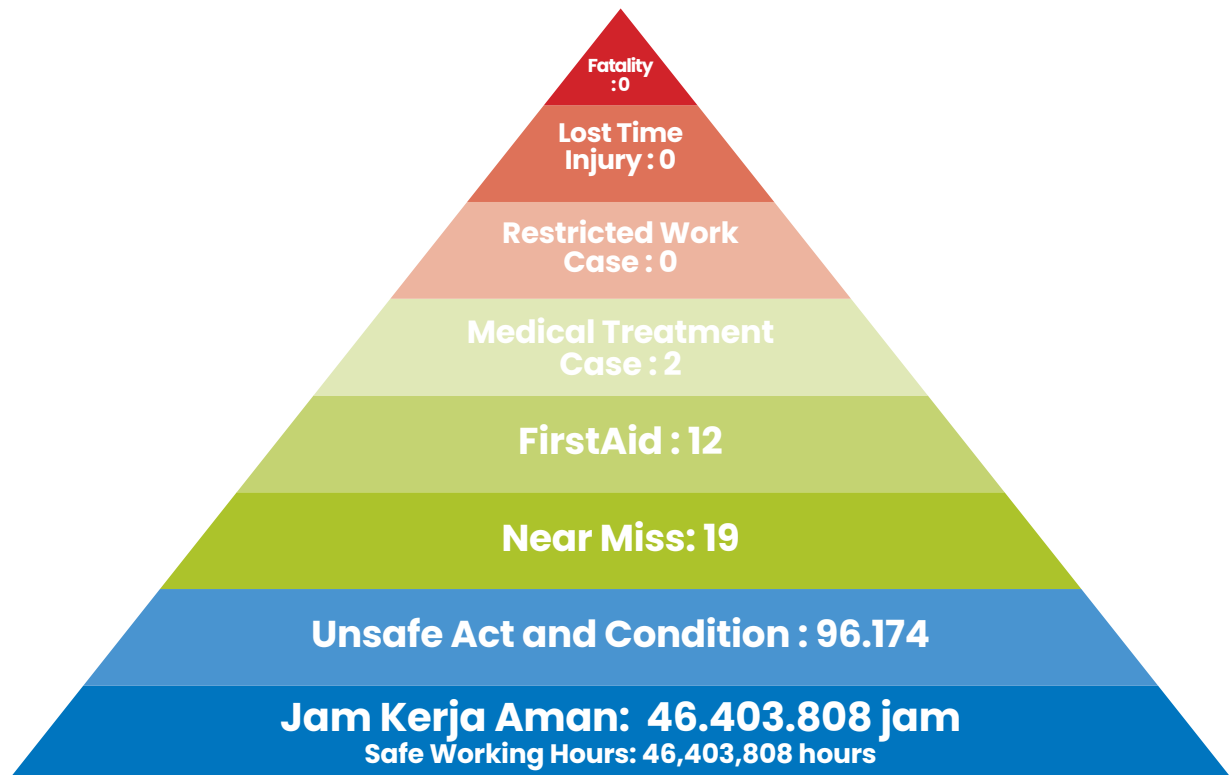 Fatality
: 0
Lost Time
Injury : 0
Restricted Work
Case : 0
Medical Treatment
Case : 2
FirstAid : 12
Near Miss: 19
Unsafe Act and Condition : 96.174
Jam Kerja Aman: 46.403.808 jam
Safe Working Hours: 46,403,808 hours